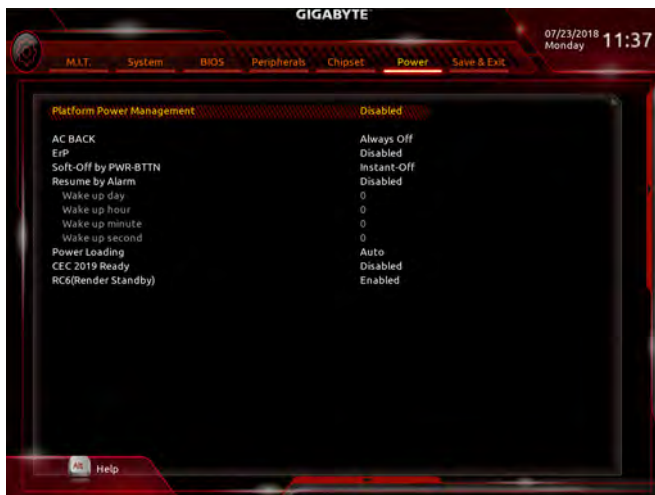 GIGABYTE
07/23/2018 Monday 11:37
M.I.T. System BIOS Peripherals Chipset Power Save & Exit
Platform Power Management Disabled
AC BACK Always Off
ErP Disabled
Soft-Off by PWR-BTTN Instant-Off
Resume by Alarm Disabled
Wake up day 0
Wake up hour 0
Wake up minute 0
Wake up second 0
Power Loading Auto
CEC 2019 Ready Disabled
RC6(Render Standby) Enabled
Alt Help